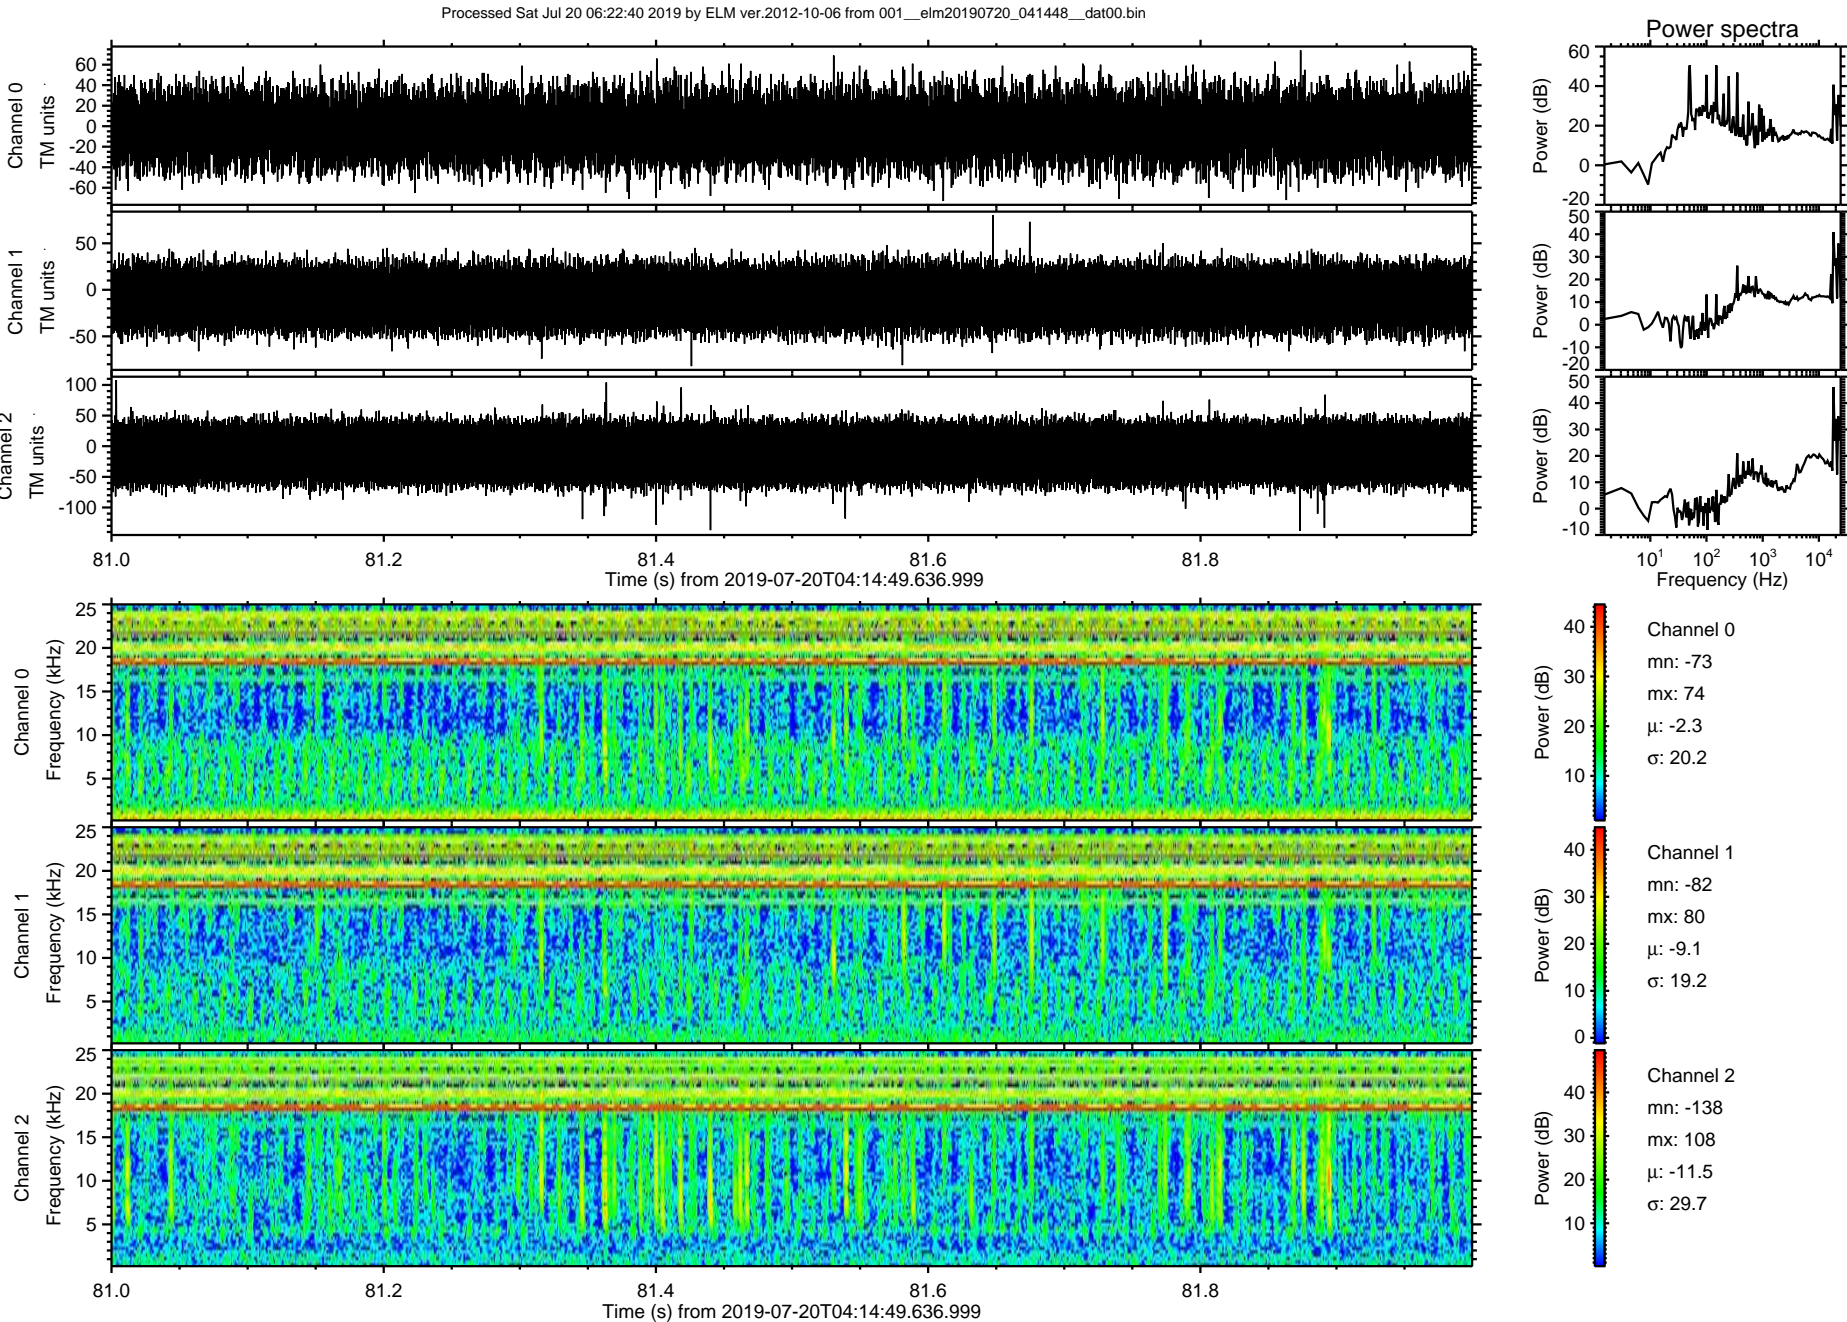 Processed Sat Jul 20 06:22:40 2019 by ELM ver.2012-10-06 from 001__elm20190720_041448__dat00.bin
Power spectra
Channel 0
TM units
60
40
20
0
-20
-40
-60
Power (dB)
60
40
20
0
-20
Channel 1
TM units
50
0
-50
Power (dB)
50
40
30
20
10
0
-10
-20
Channel 2
TM units
100
50
0
-50
-100
Power (dB)
50
40
30
20
10
0
-10
81.0 81.2 81.4 81.6 81.8
Time (s) from 2019-07-20T04:14:49.636.999
10^1 10^2 10^3 10^4
Frequency (Hz)
Channel 0
Frequency (kHz)
25
20
15
10
5
Power (dB)
40
30
20
10
Channel 0
mn: -73
mx: 74
μ: -2.3
σ: 20.2
Channel 1
Frequency (kHz)
25
20
15
10
5
Power (dB)
40
30
20
10
0
Channel 1
mn: -82
mx: 80
μ: -9.1
σ: 19.2
Channel 2
Frequency (kHz)
25
20
15
10
5
Power (dB)
40
30
20
10
Channel 2
mn: -138
mx: 108
μ: -11.5
σ: 29.7
81.0 81.2 81.4 81.6 81.8
Time (s) from 2019-07-20T04:14:49.636.999